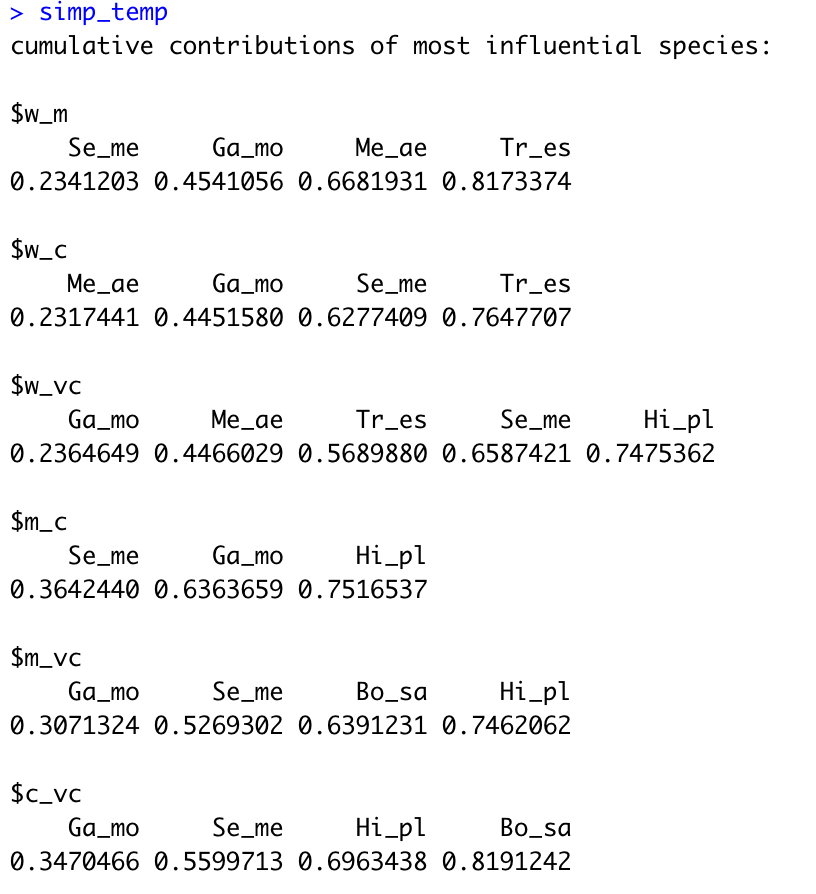 > simp_temp
cumulative contributions of most influential species:
$w_m
Se_me Ga_mo Me_ae Tr_es
0.2341203 0.4541056 0.6681931 0.8173374
$w_c
Me_ae Ga_mo Se_me Tr_es
0.2317441 0.4451580 0.6277409 0.7647707
$w_vc
Ga_mo Me_ae Tr_es Se_me Hi_pl
0.2364649 0.4466029 0.5689880 0.6587421 0.7475362
$m_c
Se_me Ga_mo Hi_pl
0.3642440 0.6363659 0.7516537
$m_vc
Ga_mo Se_me Bo_sa Hi_pl
0.3071324 0.5269302 0.6391231 0.7462062
$c_vc
Ga_mo Se_me Hi_pl Bo_sa
0.3470466 0.5599713 0.6963438 0.8191242